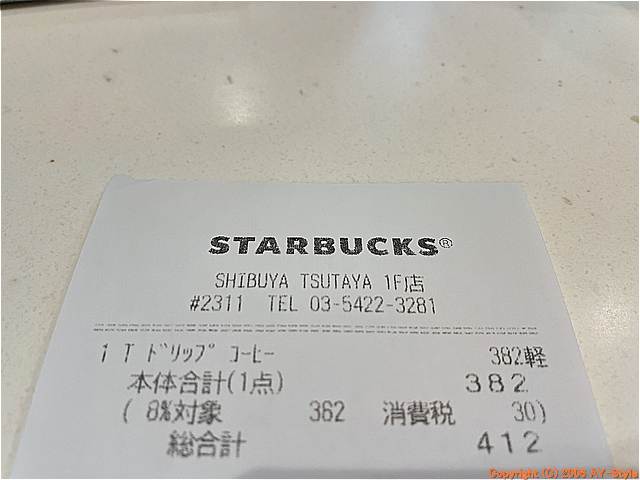 STARBUCKS®
SHIBUYA TSUTAYA 1F店
#2311 TEL 03-5422-3281
1 T ﾄﾞﾘｯﾌﾟ ｺｰﾋｰ 382軽
本体合計(1点) 382
( 8%対象 362 消費税 30)
総合計 412
Copyright (C) 2006 AY-Style